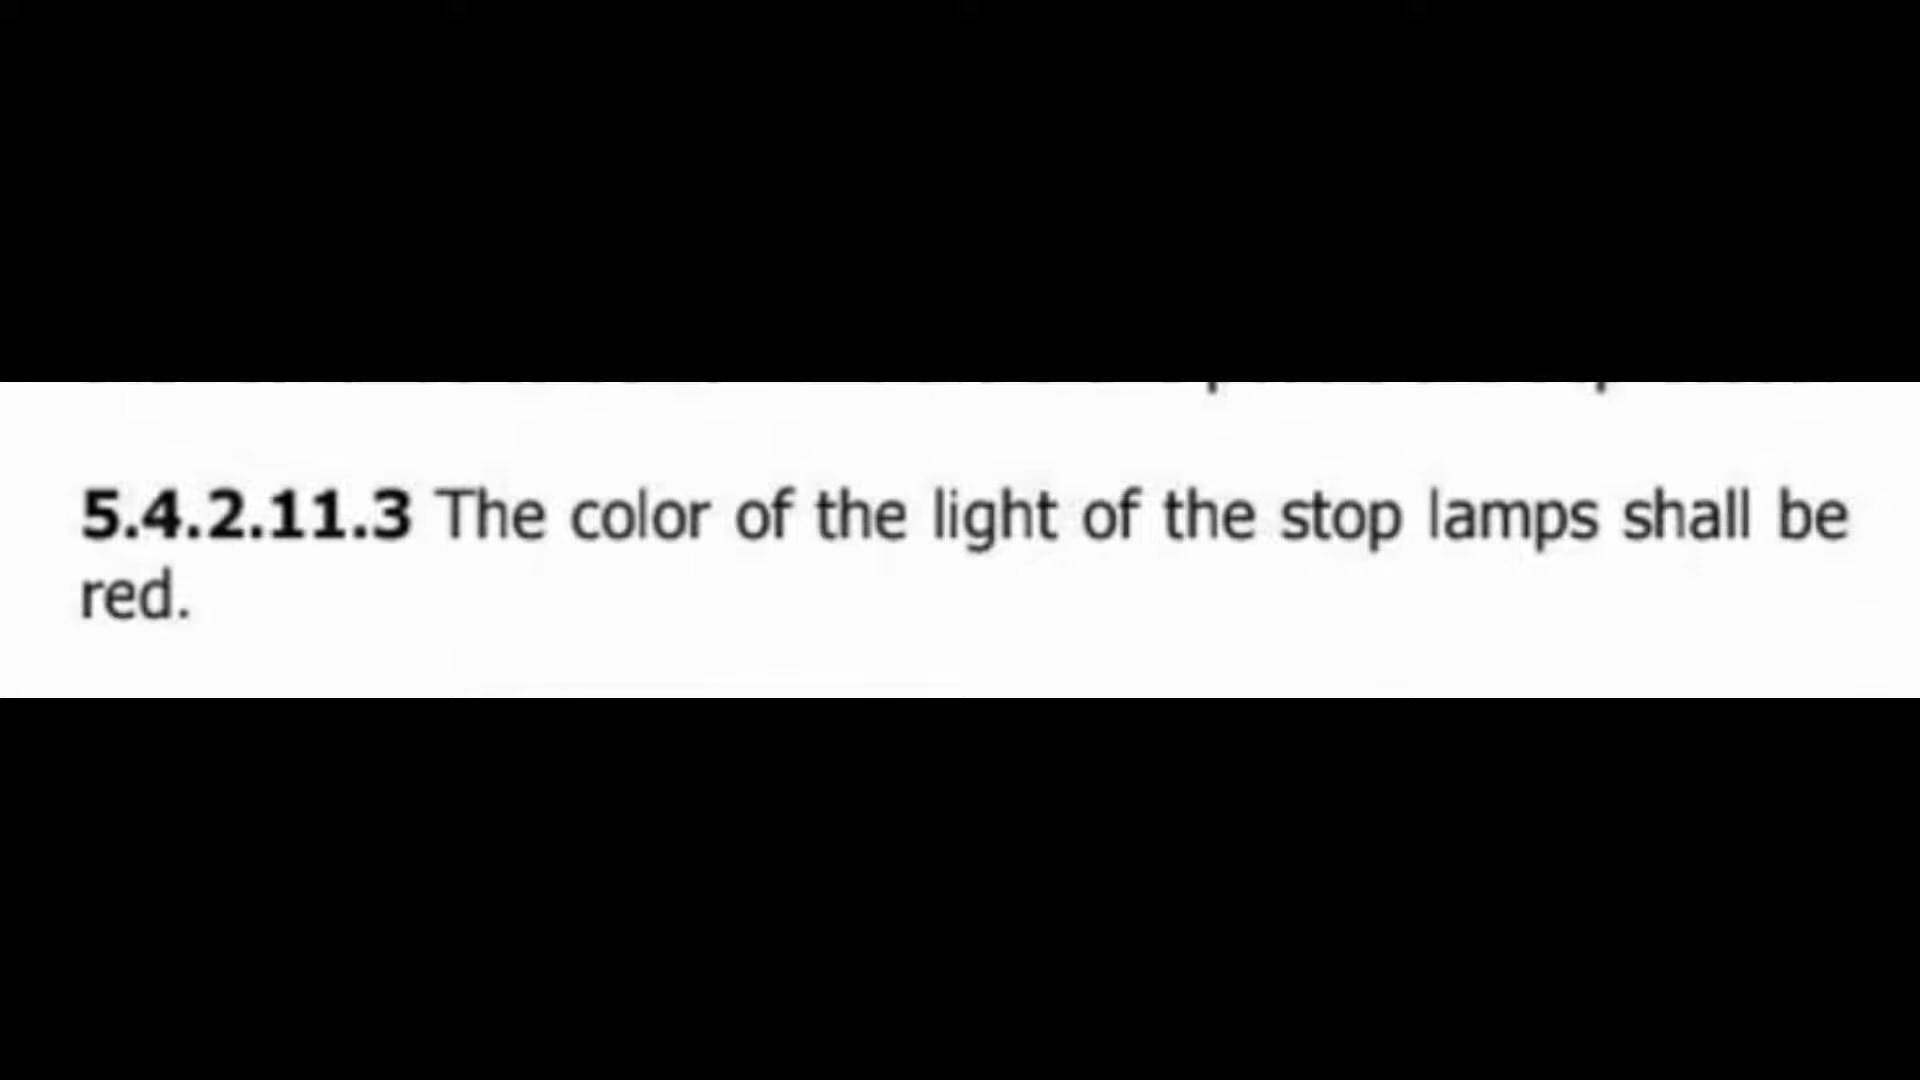 5.4.2.11.3 The color of the light of the stop lamps shall be
red.